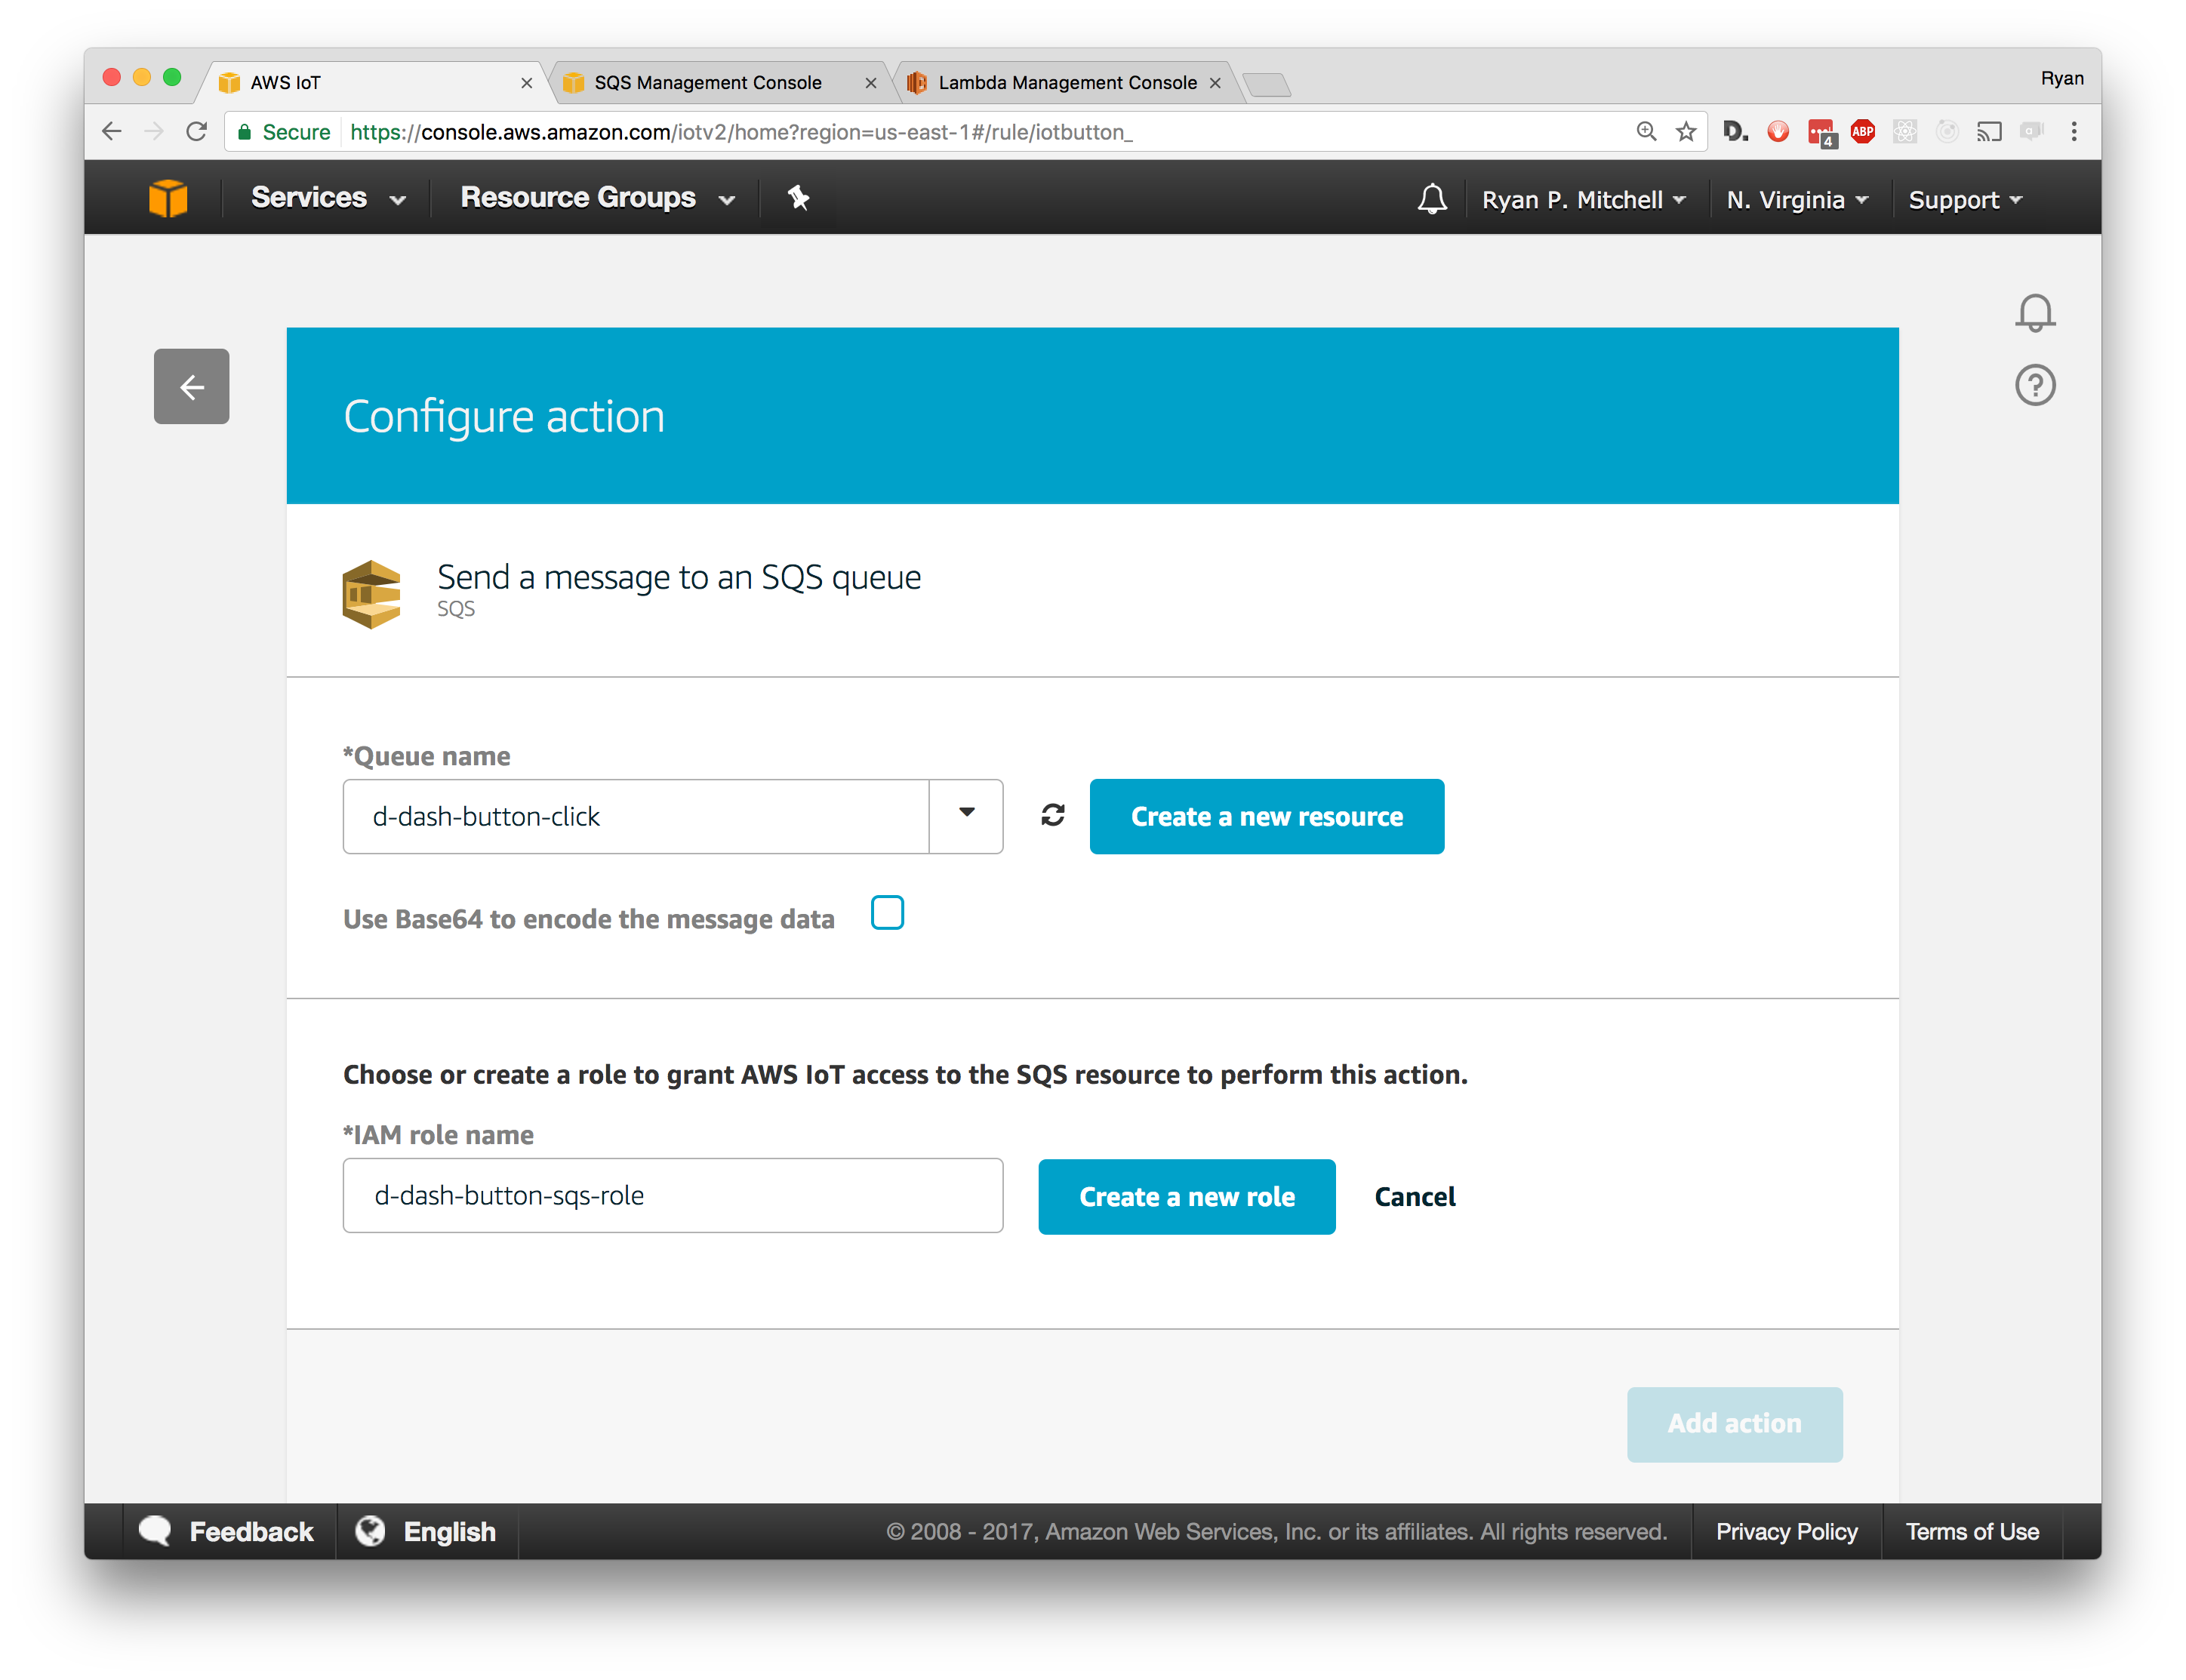 AWS IoT
SQS Management Console
Lambda Management Console
Ryan
Secure https://console.aws.amazon.com/iotv2/home?region=us-east-1#/rule/iotbutton_
D.
4
ABP
Services
Resource Groups
Ryan P. Mitchell
N. Virginia
Support
?
Configure action
Send a message to an SQS queue
SQS
*Queue name
d-dash-button-click
Create a new resource
Use Base64 to encode the message data
Choose or create a role to grant AWS IoT access to the SQS resource to perform this action.
*IAM role name
d-dash-button-sqs-role
Create a new role
Cancel
Add action
Feedback
English
© 2008 - 2017, Amazon Web Services, Inc. or its affiliates. All rights reserved.
Privacy Policy
Terms of Use